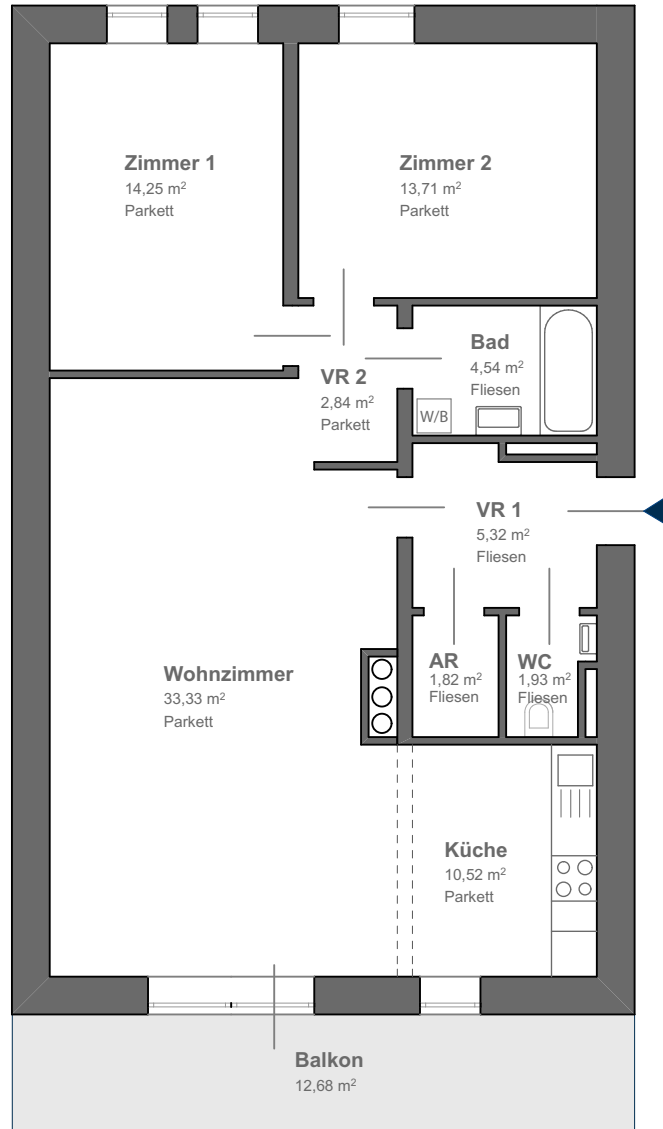 Zimmer 1
14,25 m²
Parkett
Zimmer 2
13,71 m²
Parkett
Bad
4,54 m²
Fliesen
W/B
VR 2
2,84 m²
Parkett
VR 1
5,32 m²
Fliesen
AR
1,82 m²
Fliesen
WC
1,93 m²
Fliesen
Wohnzimmer
33,33 m²
Parkett
Küche
10,52 m²
Parkett
Balkon
12,68 m²